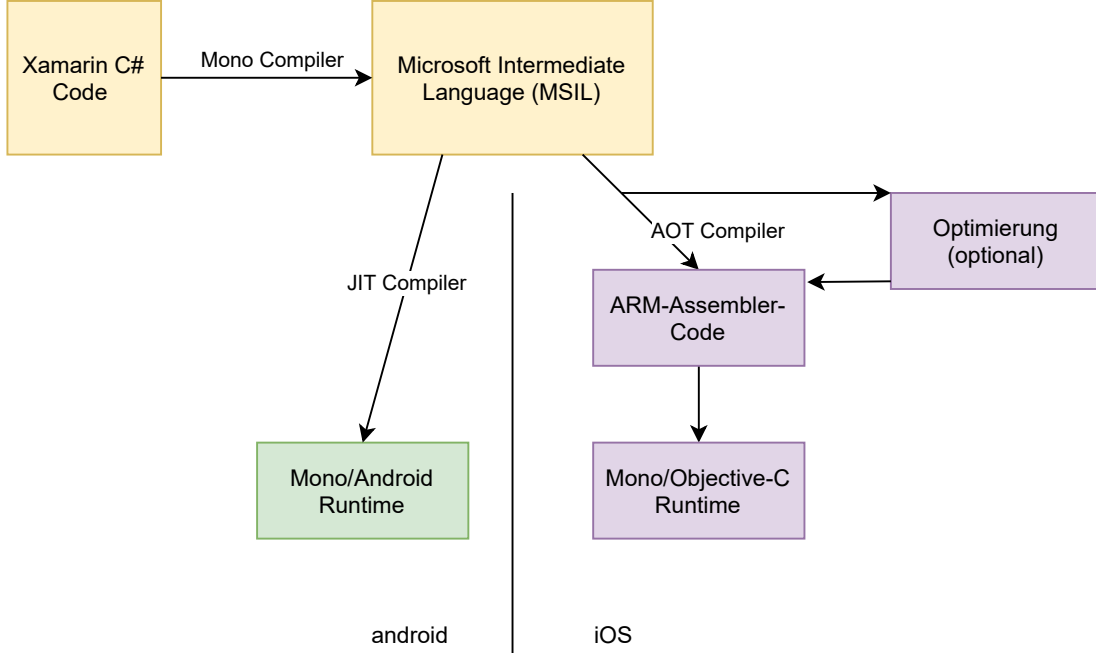 Xamarin C#
Code
Mono Compiler
Microsoft Intermediate
Language (MSIL)
JIT Compiler
AOT Compiler
Optimierung
(optional)
ARM-Assembler-
Code
Mono/Android
Runtime
Mono/Objective-C
Runtime
android
iOS